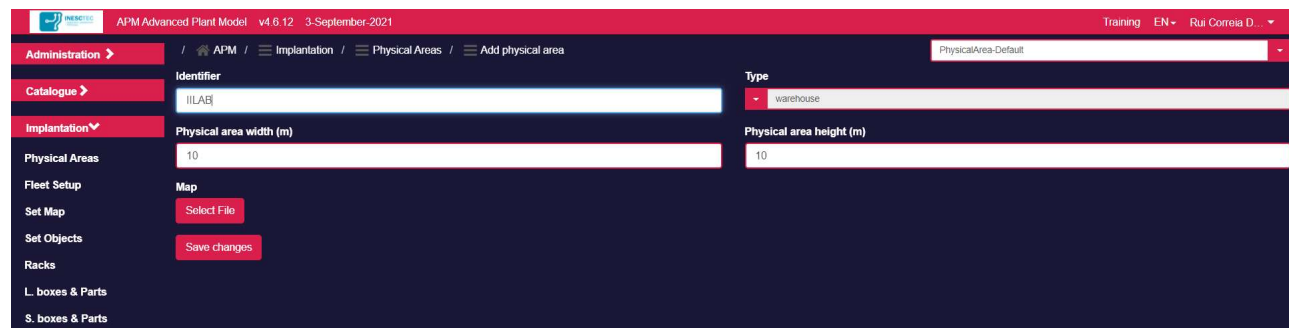 INESCTEC APM Advanced Plant Model v4.6.12 3-September-2021 Training EN Rui Correia D...
Administration / APM / Implantation / Physical Areas / Add physical area PhysicalArea-Default
Identifier Type
Catalogue IILAB warehouse
Implantation Physical area width (m) Physical area height (m)
Physical Areas 10 10
Fleet Setup Map
Set Map Select File
Set Objects Save changes
Racks
L. boxes & Parts
S. boxes & Parts